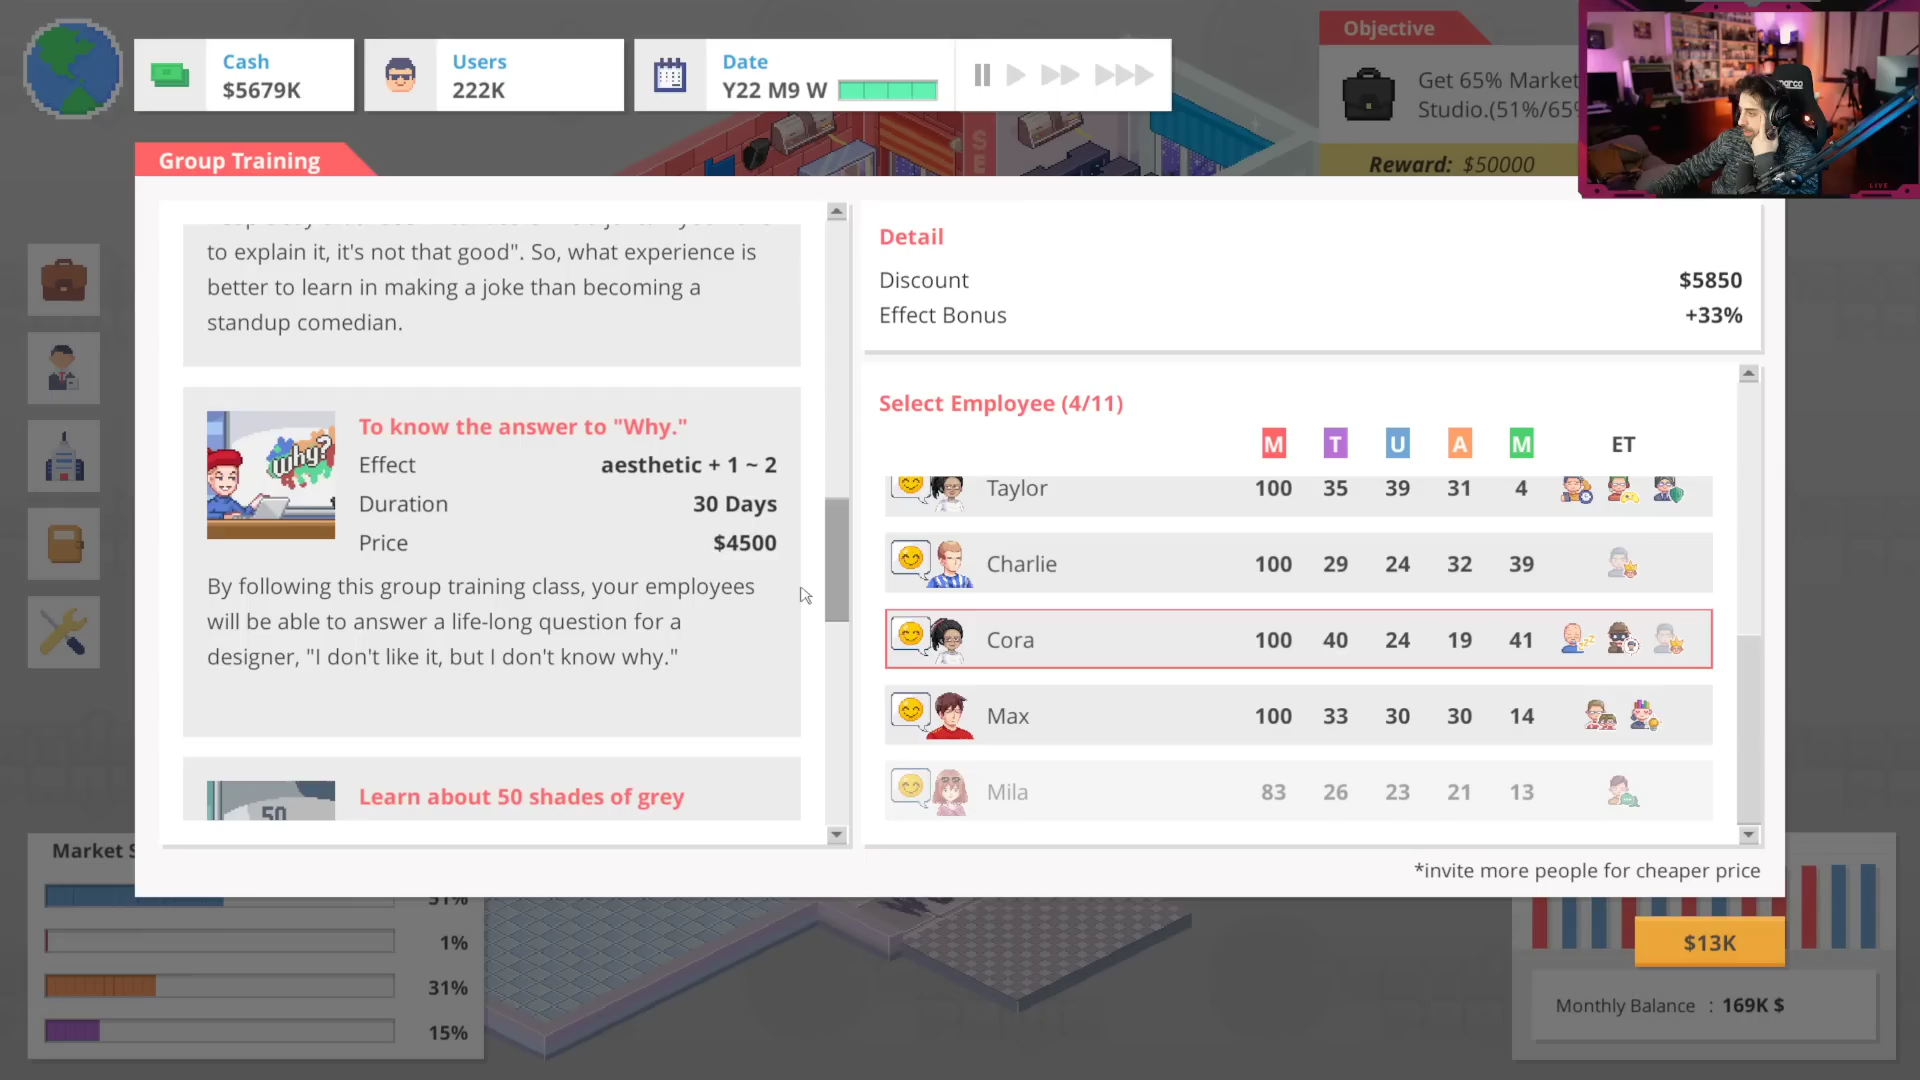 Cash
$5679K
Users
222K
Date
Y22 M9 W
Objective
Get 65% Market
Studio.(51%/65%
Reward: $50000
LIVE
Group Training
to explain it, it's not that good". So, what experience is
better to learn in making a joke than becoming a
standup comedian.
To know the answer to "Why."
why?
Effect aesthetic + 1 ~ 2
Duration 30 Days
Price $4500
By following this group training class, your employees
will be able to answer a life-long question for a
designer, "I don't like it, but I don't know why."
50
Learn about 50 shades of grey
Detail
Discount $5850
Effect Bonus +33%
Select Employee (4/11)
M T U A M ET
Taylor 100 35 39 31 4
Charlie 100 29 24 32 39
Cora 100 40 24 19 41
Max 100 33 30 30 14
Mila 83 26 23 21 13
*invite more people for cheaper price
$13K
Market S
51%
1%
31%
15%
Monthly Balance : 169K $